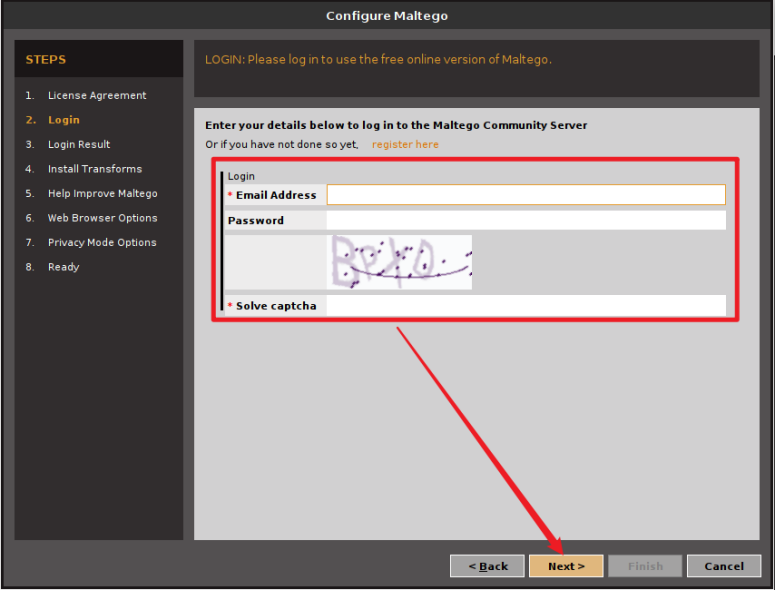 Configure Maltego
STEPS
1. License Agreement
2. Login
3. Login Result
4. Install Transforms
5. Help Improve Maltego
6. Web Browser Options
7. Privacy Mode Options
8. Ready
LOGIN: Please log in to use the free online version of Maltego.
Enter your details below to log in to the Maltego Community Server
Or if you have not done so yet, register here
Login
* Email Address
Password
* Solve captcha
< Back
Next >
Finish
Cancel